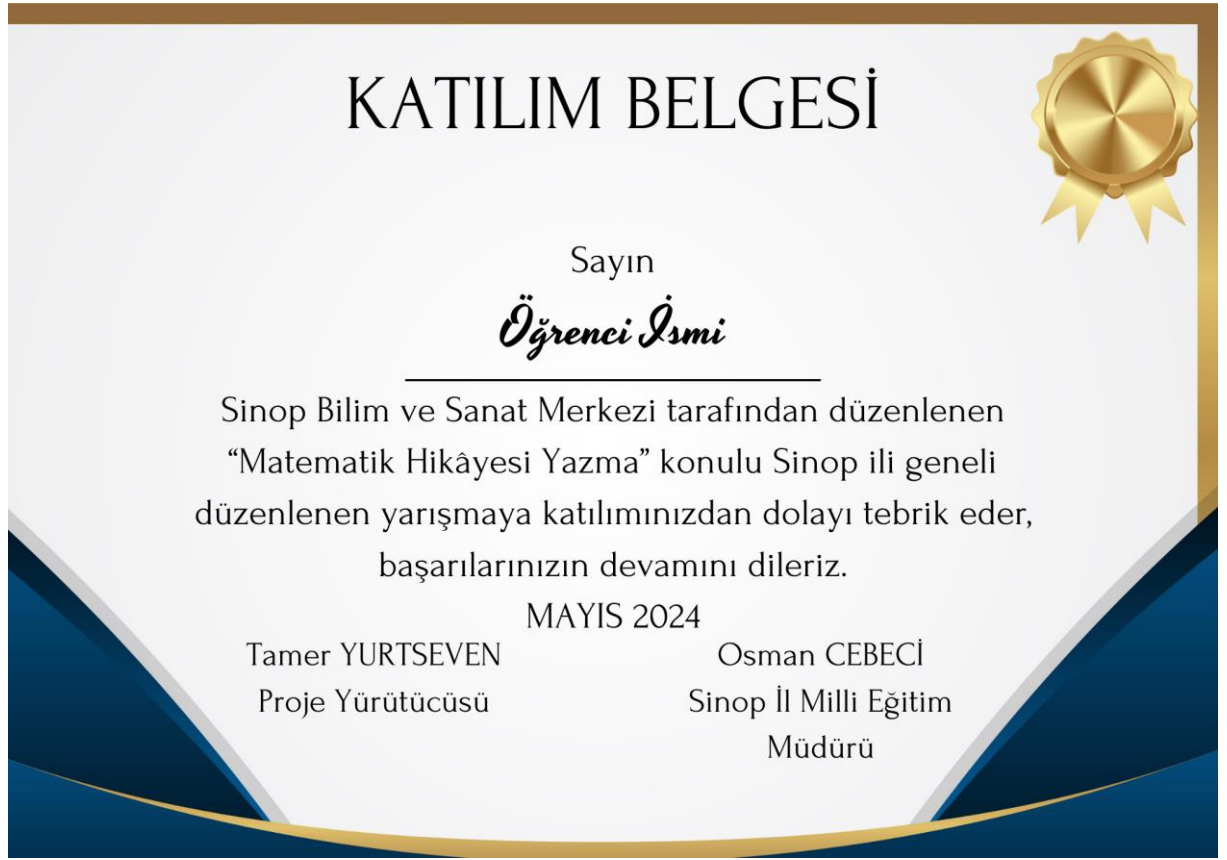 KATILIM BELGESİ
Sayın
Öğrenci İsmi
Sinop Bilim ve Sanat Merkezi tarafından düzenlenen
“Matematik Hikâyesi Yazma” konulu Sinop ili geneli
düzenlenen yarışmaya katılımınızdan dolayı tebrik eder,
başarılarınızın devamını dileriz.
MAYIS 2024
Tamer YURTSEVEN
Proje Yürütücüsü
Osman CEBECİ
Sinop İl Milli Eğitim
Müdürü